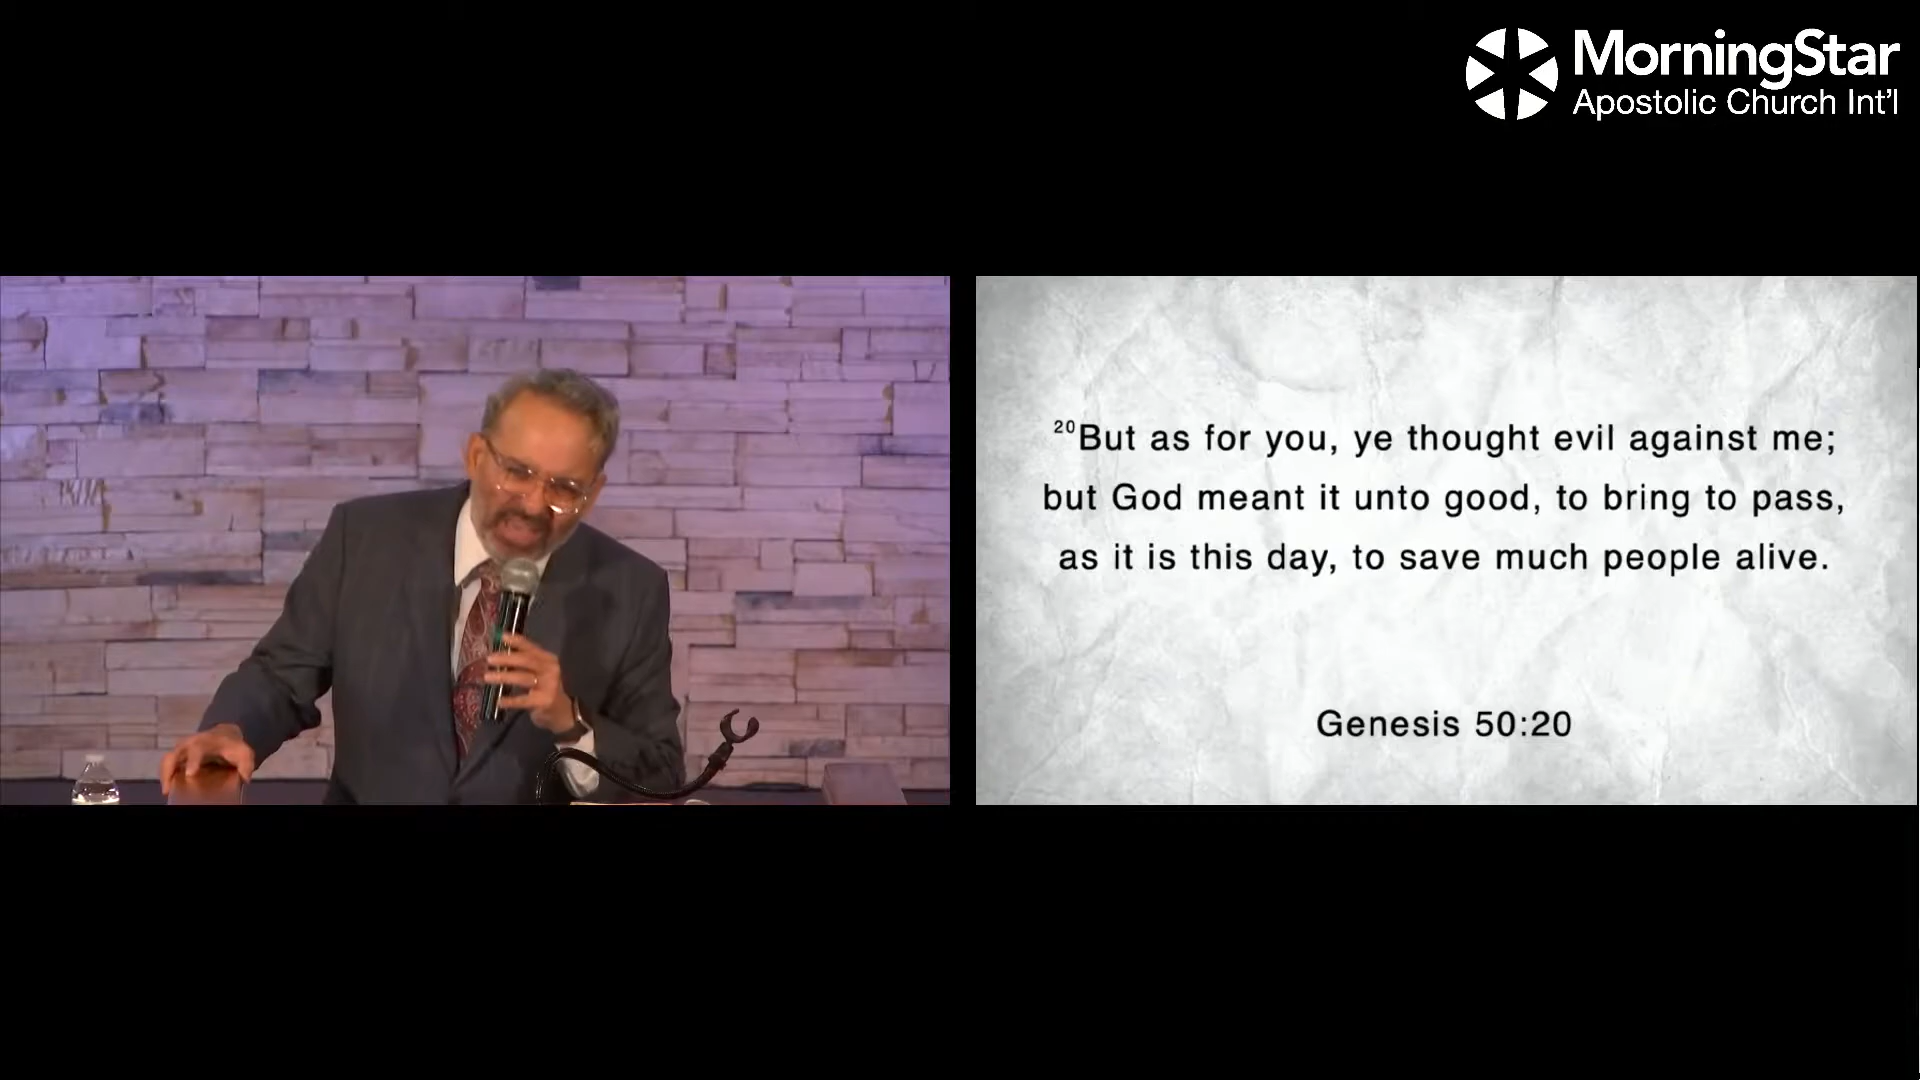 MorningStar
Apostolic Church Int'l
20But as for you, ye thought evil against me;
but God meant it unto good, to bring to pass,
as it is this day, to save much people alive.
Genesis 50:20